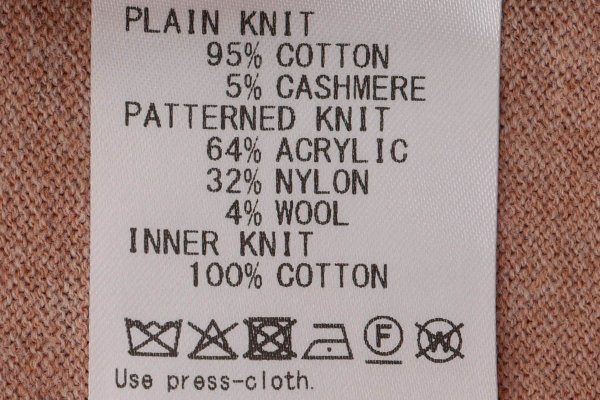 PLAIN KNIT
95% COTTON
5% CASHMERE
PATTERNED KNIT
64% ACRYLIC
32% NYLON
4% WOOL
INNER KNIT
100% COTTON
F W
Use press-cloth.